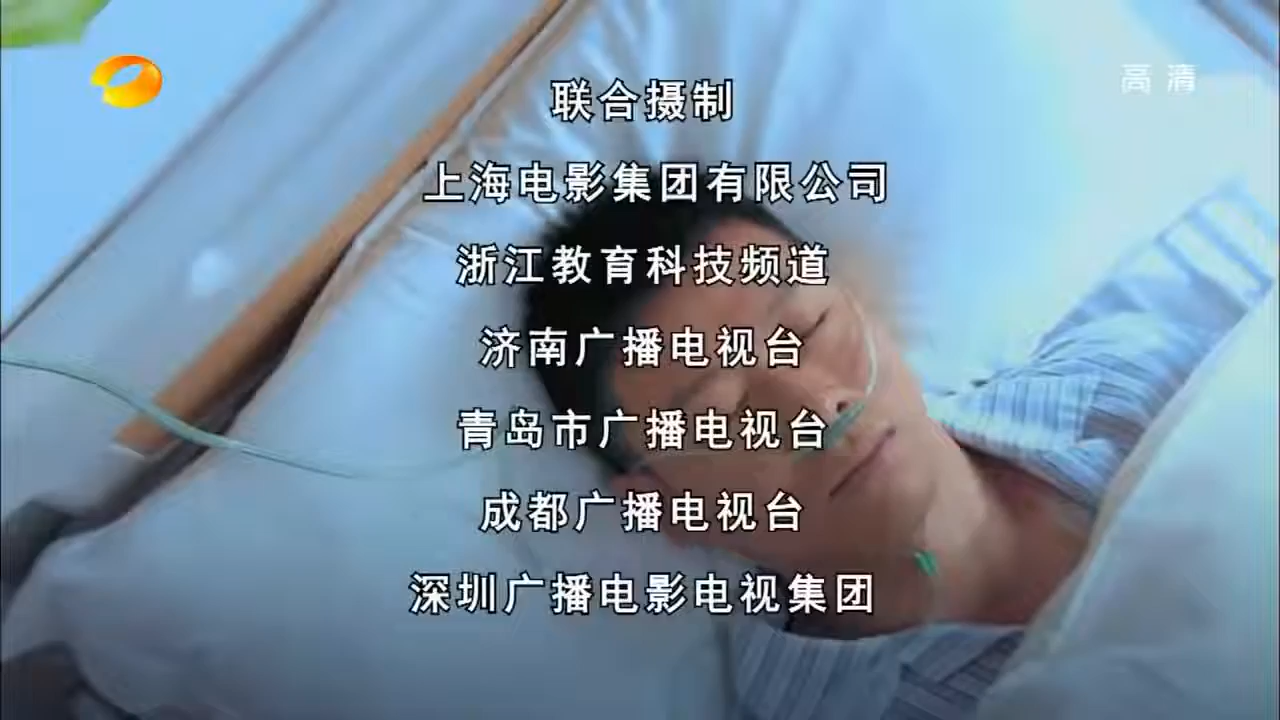 高清
联合摄制
上海电影集团有限公司
浙江教育科技频道
济南广播电视台
青岛市广播电视台
成都广播电视台
深圳广播电影电视集团